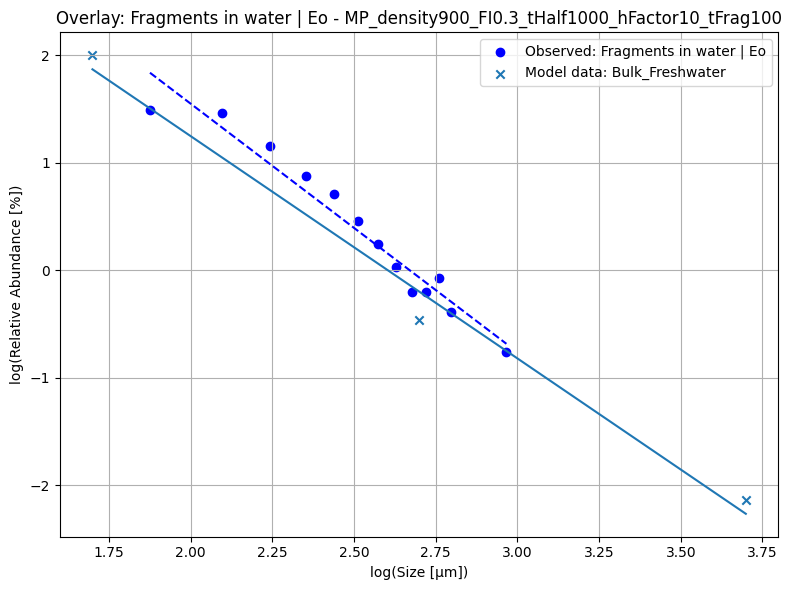 Overlay: Fragments in water | Eo - MP_density900_FI0.3_tHalf1000_hFactor10_tFrag100
Observed: Fragments in water | Eo
Model data: Bulk_Freshwater
log(Relative Abundance [%])
2
1
0
−1
−2
1.75 2.00 2.25 2.50 2.75 3.00 3.25 3.50 3.75
log(Size [μm])